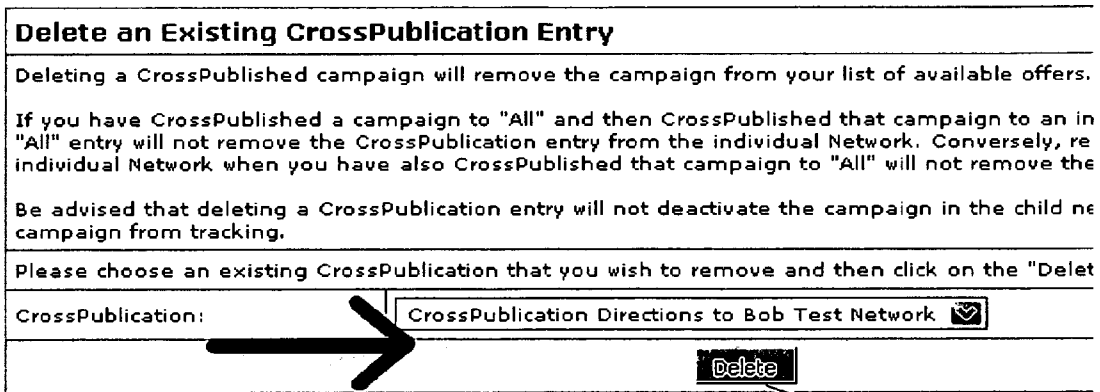 Delete an Existing CrossPublication Entry
Deleting a CrossPublished campaign will remove the campaign from your list of available offers.
If you have CrossPublished a campaign to "All" and then CrossPublished that campaign to an in
"All" entry will not remove the CrossPublication entry from the individual Network. Conversely, re
individual Network when you have also CrossPublished that campaign to "All" will not remove the
Be advised that deleting a CrossPublication entry will not deactivate the campaign in the child ne
campaign from tracking.
Please choose an existing CrossPublication that you wish to remove and then click on the "Delet
CrossPublication: CrossPublication Directions to Bob Test Network
Delete